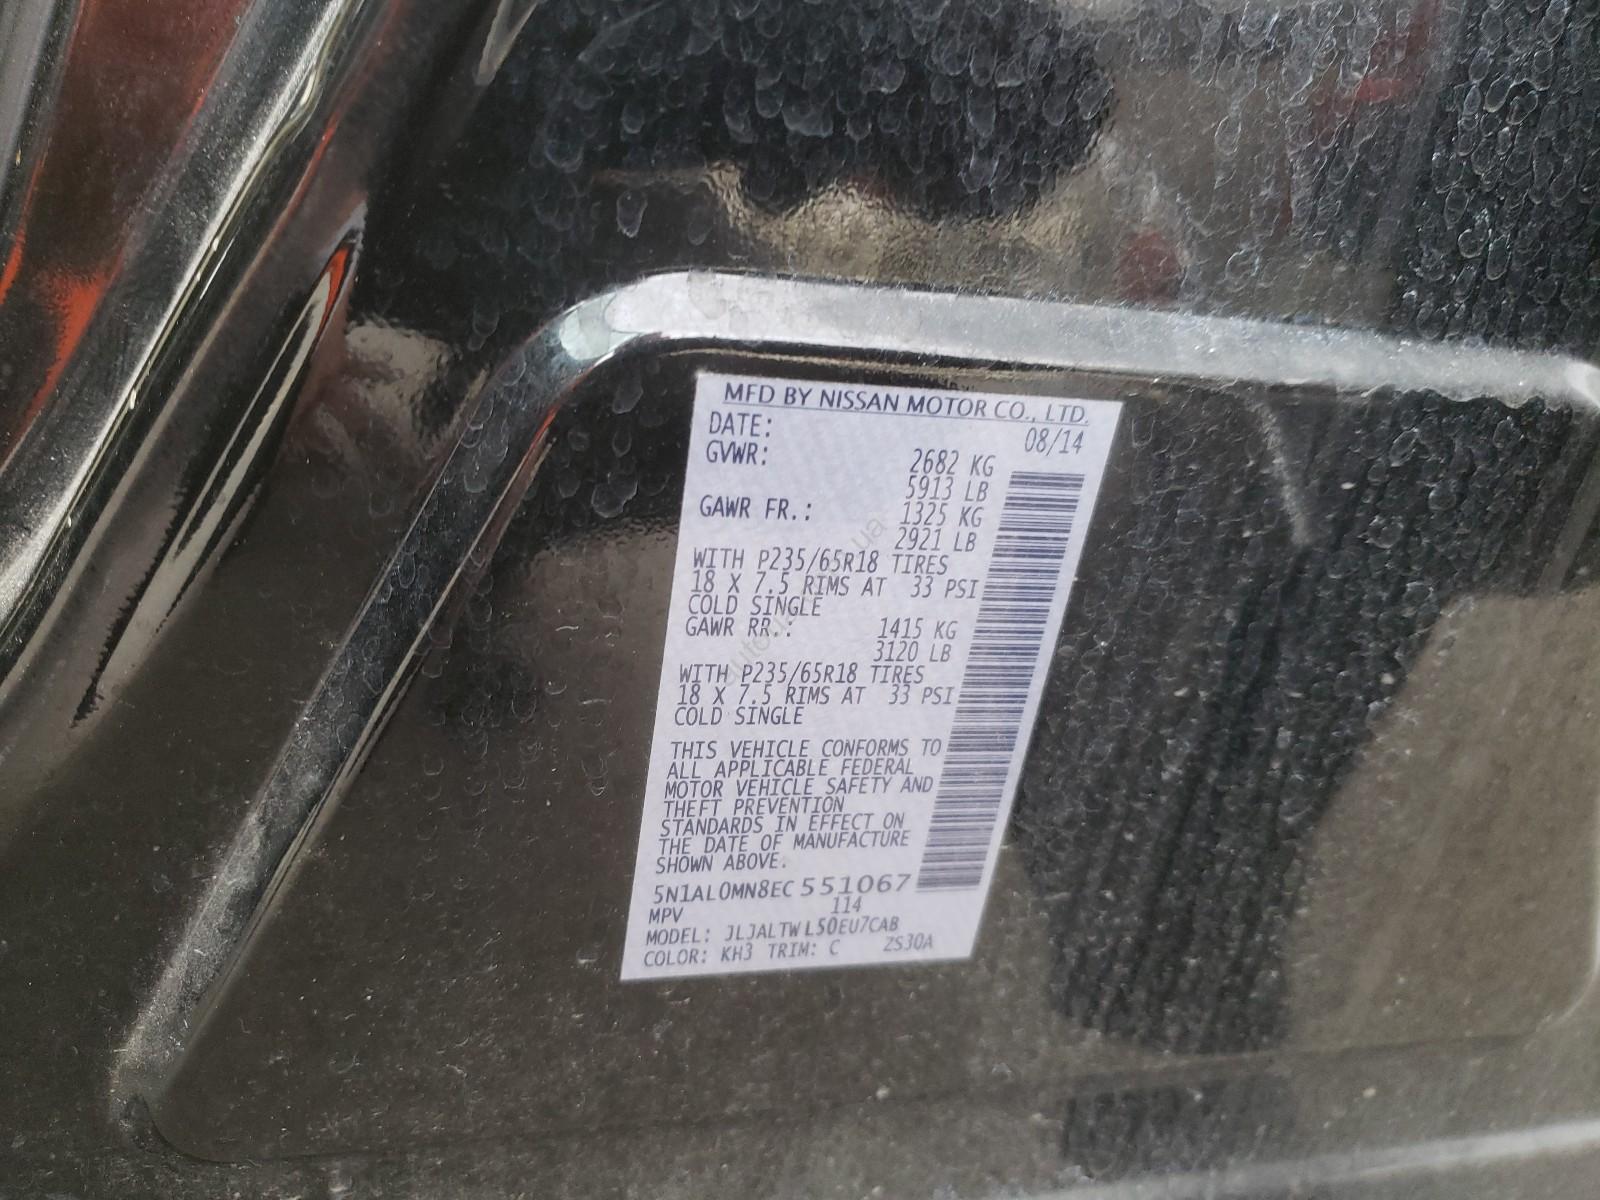 MFD BY NISSAN MOTOR CO., LTD.
DATE: 08/14
GVWR: 2682 KG
5913 LB
GAWR FR.: 1325 KG
2921 LB
WITH P235/65R18 TIRES
18 X 7.5 RIMS AT 33 PSI
COLD SINGLE
GAWR RR.: 1415 KG
3120 LB
WITH P235/65R18 TIRES
18 X 7.5 RIMS AT 33 PSI
COLD SINGLE
THIS VEHICLE CONFORMS TO
ALL APPLICABLE FEDERAL
MOTOR VEHICLE SAFETY AND
THEFT PREVENTION
STANDARDS IN EFFECT ON
THE DATE OF MANUFACTURE
SHOWN ABOVE.
5N1AL0MN8EC551067
MPV 114
MODEL: JLJALTWL50EU7CAB
COLOR: KH3 TRIM: C ZS30A